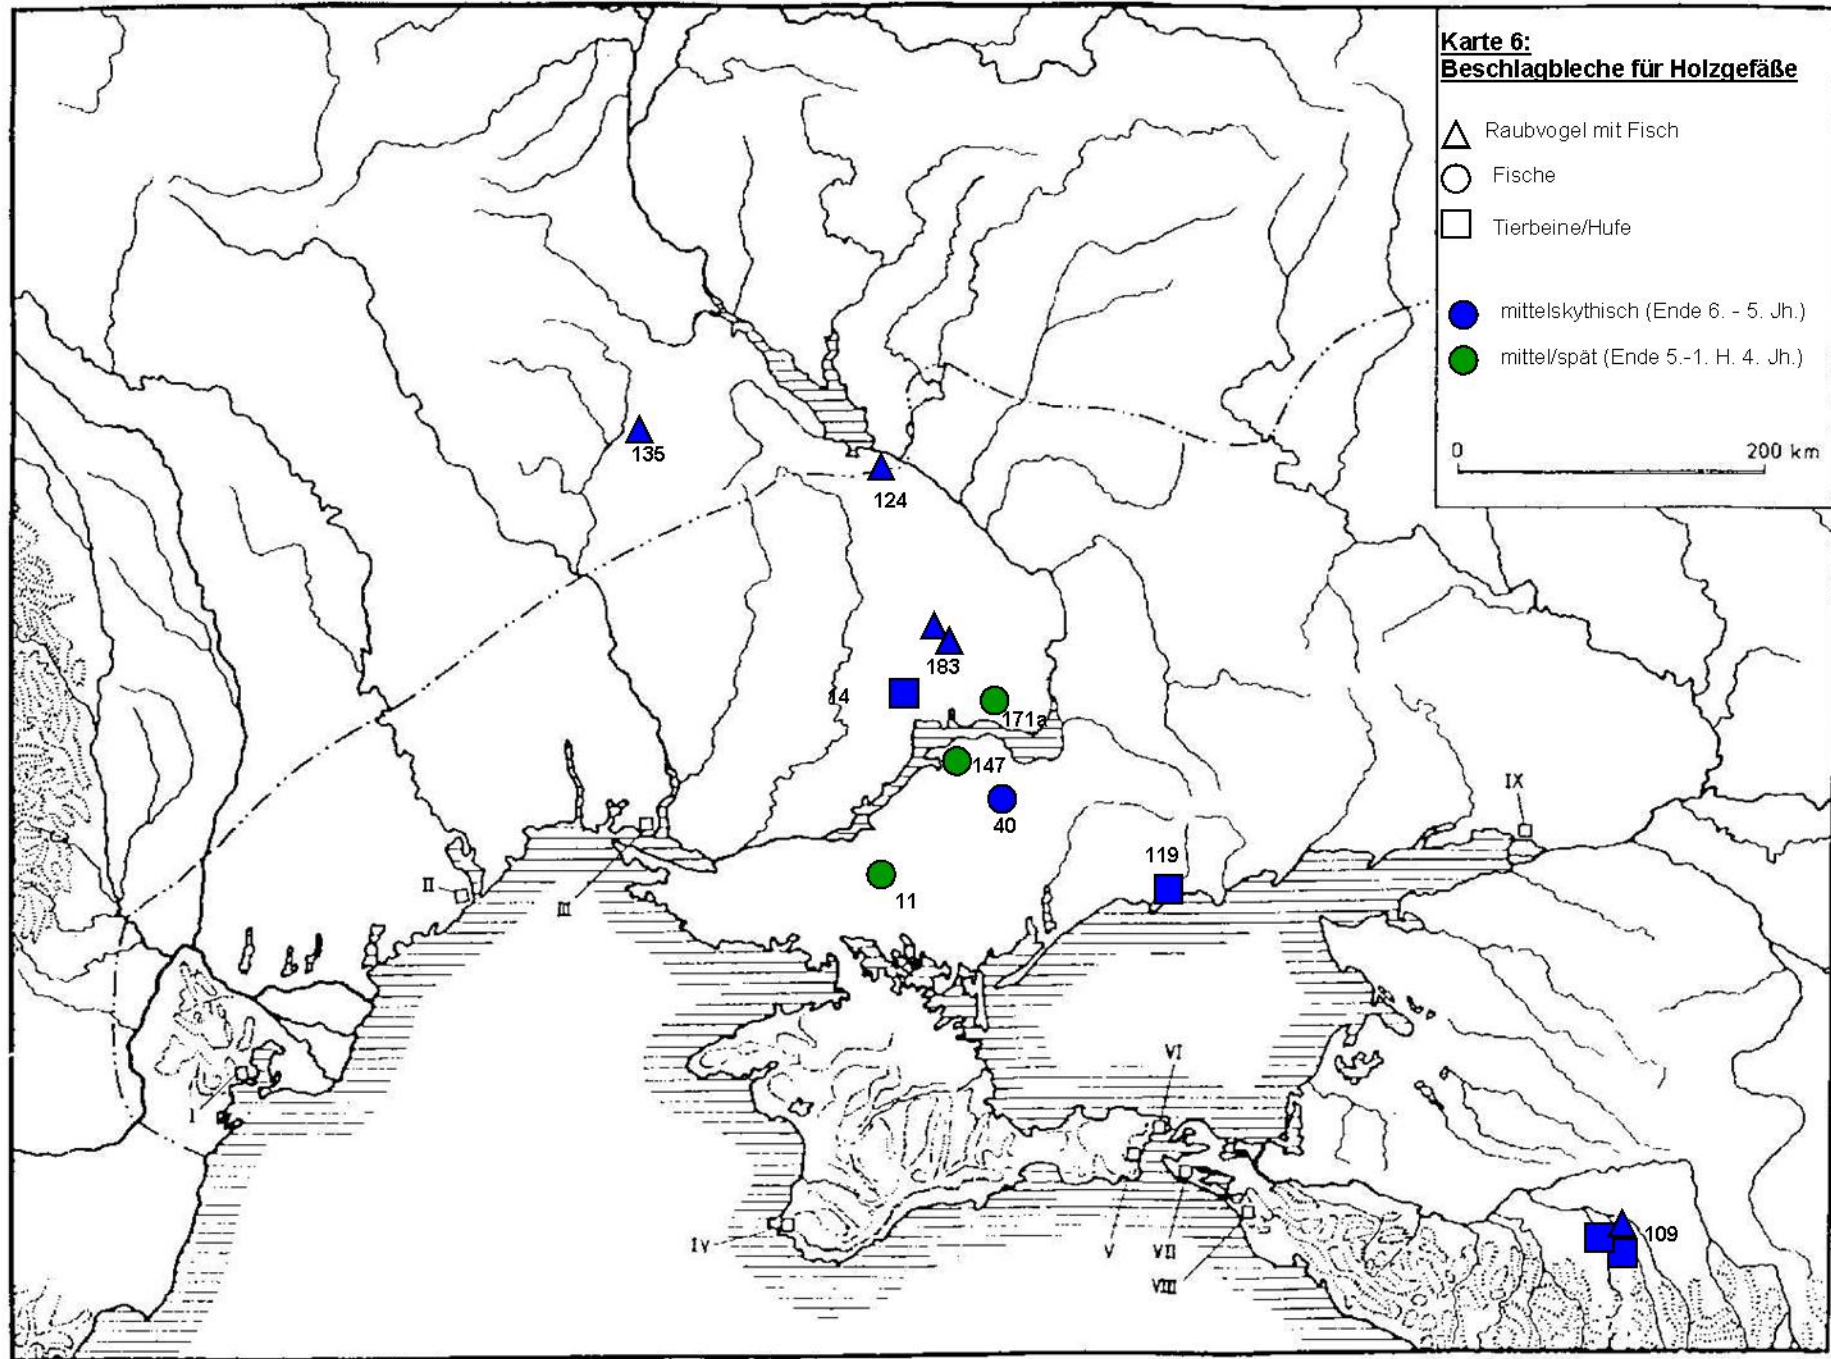 Karte 6:
Beschlagbleche für Holzgefäße
Raubvogel mit Fisch
Fische
Tierbeine/Hufe
mittelskythisch (Ende 6. - 5. Jh.)
mittel/spät (Ende 5.-1. H. 4. Jh.)
0 200 km
135
124
183
14
171a
147
40
IX
119
II
III
11
VI
I
109
IV
V
VII
VIII